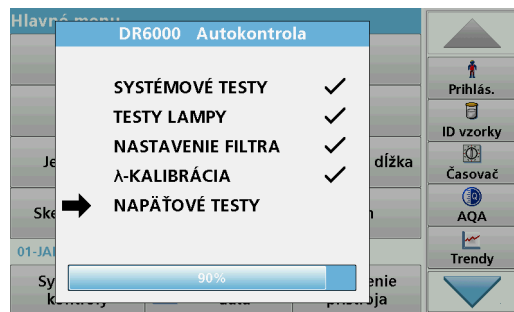 Hlavné menu
DR6000 Autokontrola
SYSTÉMOVÉ TESTY
TESTY LAMPY
NASTAVENIE FILTRA
λ-KALIBRÁCIA
NAPÄŤOVÉ TESTY
90%
dĺžka
01-JA
Prihlás.
ID vzorky
Časovač
AQA
Trendy